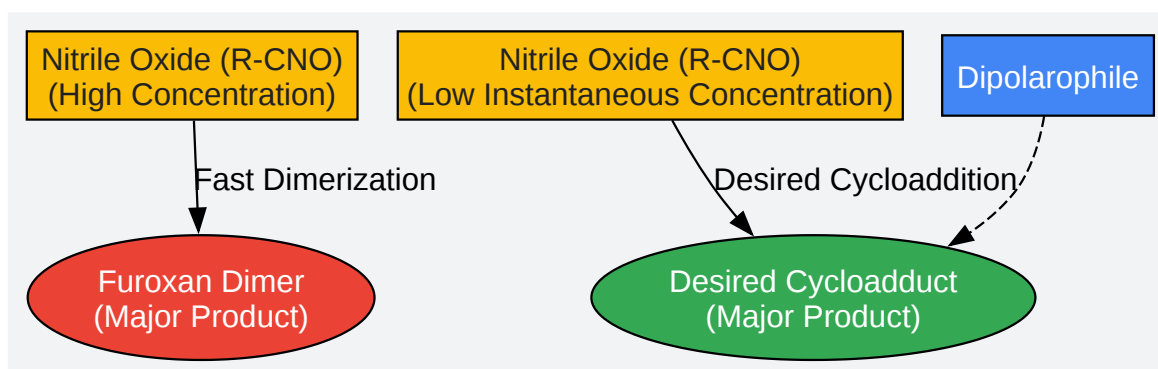 Nitrile Oxide (R-CNO)
(High Concentration)
Nitrile Oxide (R-CNO)
(Low Instantaneous Concentration)
Dipolarophile
Fast Dimerization
Desired Cycloaddition
Furoxan Dimer
(Major Product)
Desired Cycloadduct
(Major Product)